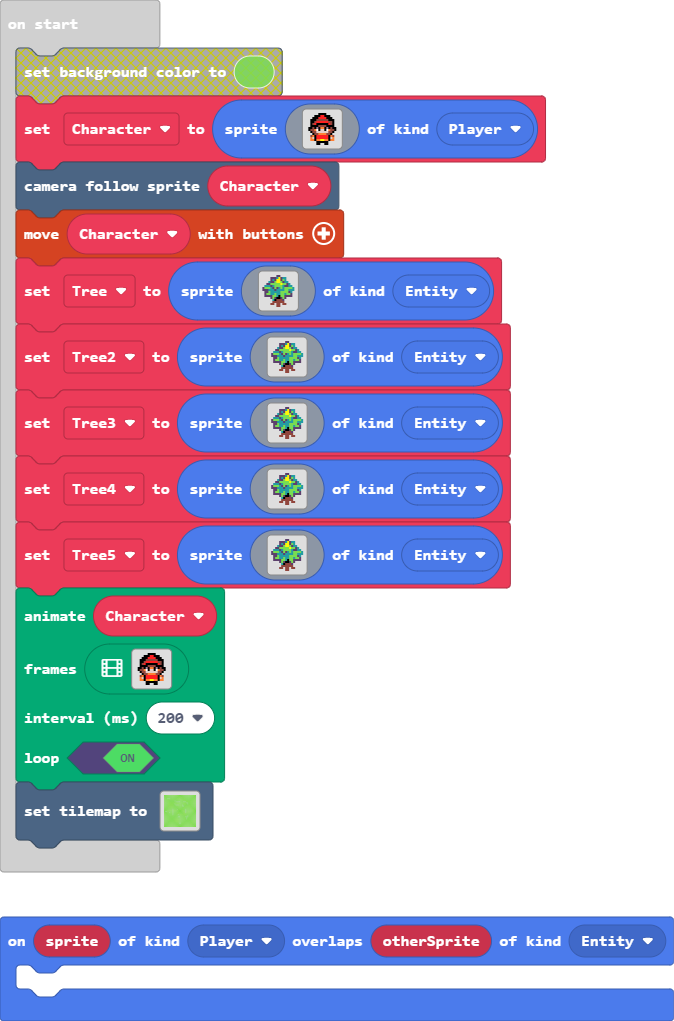 on start
set background color to
set Character to sprite of kind Player
camera follow sprite Character
move Character with buttons
set Tree to sprite of kind Entity
set Tree2 to sprite of kind Entity
set Tree3 to sprite of kind Entity
set Tree4 to sprite of kind Entity
set Tree5 to sprite of kind Entity
animate Character
frames
interval (ms) 200
loop ON
set tilemap to
on sprite of kind Player overlaps otherSprite of kind Entity